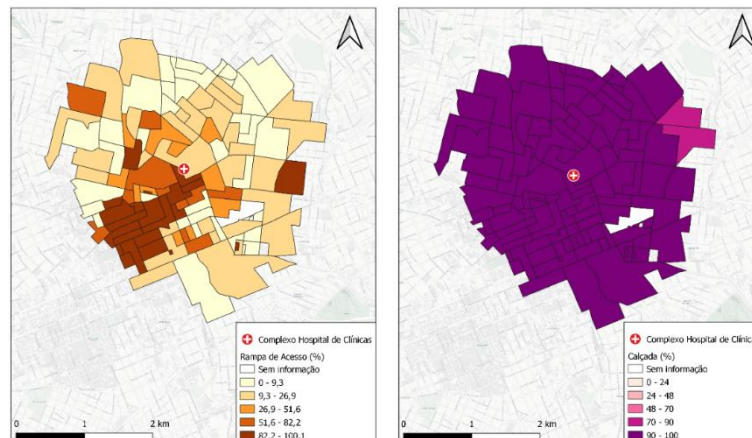 Complexo Hospital de Clínicas
Rampa de Acesso (%)
Sem informação
0 - 9,3
9,3 - 26,9
26,9 - 51,6
51,6 - 82,2
82,2 - 100,1
0 1 2 km
Complexo Hospital de Clínica
Calçada (%)
Sem informação
0 - 24
24 - 48
48 - 70
70 - 90
90 - 100
0 1 2 km